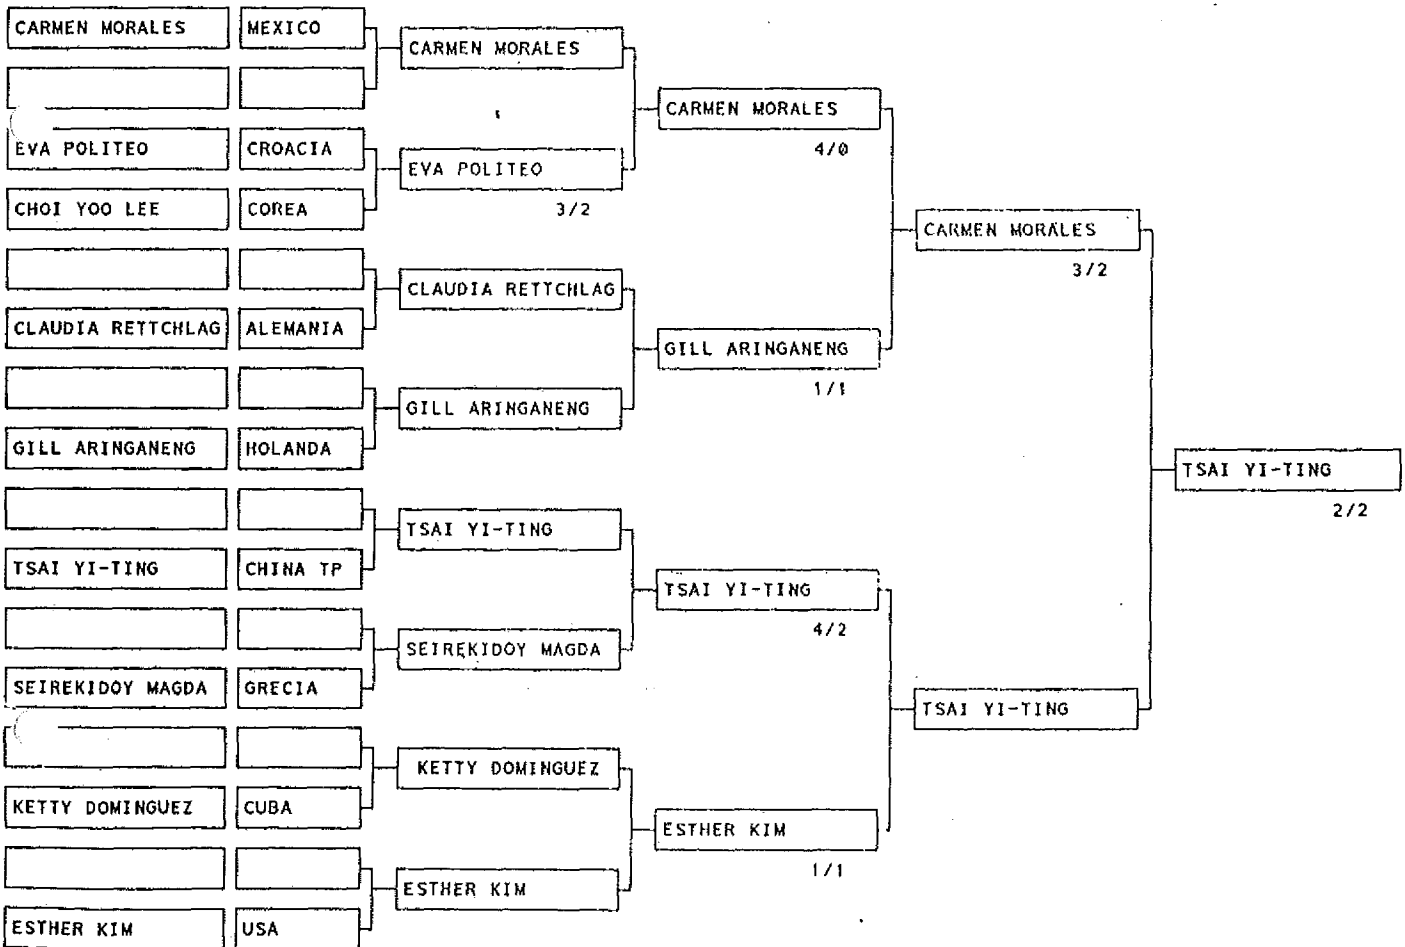 CARMEN MORALES MEXICO
CARMEN MORALES
CARMEN MORALES
4/0
EVA POLITEO CROACIA
EVA POLITEO
CHOI YOO LEE COREA
3/2
CARMEN MORALES
3/2
CLAUDIA RETTCHLAG
CLAUDIA RETTCHLAG ALEMANIA
GILL ARINGANENG
1/1
GILL ARINGANENG
GILL ARINGANENG HOLANDA
TSAI YI-TING
2/2
TSAI YI-TING
TSAI YI-TING CHINA TP
TSAI YI-TING
4/2
SEIREKIDOY MAGDA
SEIREKIDOY MAGDA GRECIA
TSAI YI-TING
KETTY DOMINGUEZ
KETTY DOMINGUEZ CUBA
ESTHER KIM
1/1
ESTHER KIM
ESTHER KIM USA